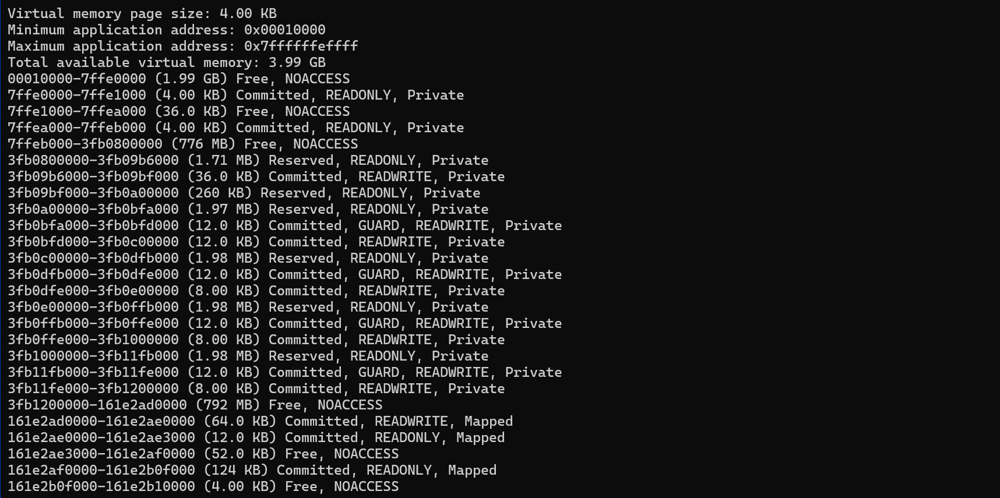 Virtual memory page size: 4.00 KB
Minimum application address: 0x00010000
Maximum application address: 0x7ffffffeffff
Total available virtual memory: 3.99 GB
00010000-7ffe0000 (1.99 GB) Free, NOACCESS
7ffe0000-7ffe1000 (4.00 KB) Committed, READONLY, Private
7ffe1000-7ffea000 (36.0 KB) Free, NOACCESS
7ffea000-7ffeb000 (4.00 KB) Committed, READONLY, Private
7ffeb000-3fb0800000 (776 MB) Free, NOACCESS
3fb0800000-3fb09b6000 (1.71 MB) Reserved, READONLY, Private
3fb09b6000-3fb09bf000 (36.0 KB) Committed, READWRITE, Private
3fb09bf000-3fb0a00000 (260 KB) Reserved, READONLY, Private
3fb0a00000-3fb0bfa000 (1.97 MB) Reserved, READONLY, Private
3fb0bfa000-3fb0bfd000 (12.0 KB) Committed, GUARD, READWRITE, Private
3fb0bfd000-3fb0c00000 (12.0 KB) Committed, READWRITE, Private
3fb0c00000-3fb0dfb000 (1.98 MB) Reserved, READONLY, Private
3fb0dfb000-3fb0dfe000 (12.0 KB) Committed, GUARD, READWRITE, Private
3fb0dfe000-3fb0e00000 (8.00 KB) Committed, READWRITE, Private
3fb0e00000-3fb0ffb000 (1.98 MB) Reserved, READONLY, Private
3fb0ffb000-3fb0ffe000 (12.0 KB) Committed, GUARD, READWRITE, Private
3fb0ffe000-3fb1000000 (8.00 KB) Committed, READWRITE, Private
3fb1000000-3fb11fb000 (1.98 MB) Reserved, READONLY, Private
3fb11fb000-3fb11fe000 (12.0 KB) Committed, GUARD, READWRITE, Private
3fb11fe000-3fb1200000 (8.00 KB) Committed, READWRITE, Private
3fb1200000-161e2ad0000 (792 MB) Free, NOACCESS
161e2ad0000-161e2ae0000 (64.0 KB) Committed, READWRITE, Mapped
161e2ae0000-161e2ae3000 (12.0 KB) Committed, READONLY, Mapped
161e2ae3000-161e2af0000 (52.0 KB) Free, NOACCESS
161e2af0000-161e2b0f000 (124 KB) Committed, READONLY, Mapped
161e2b0f000-161e2b10000 (4.00 KB) Free, NOACCESS